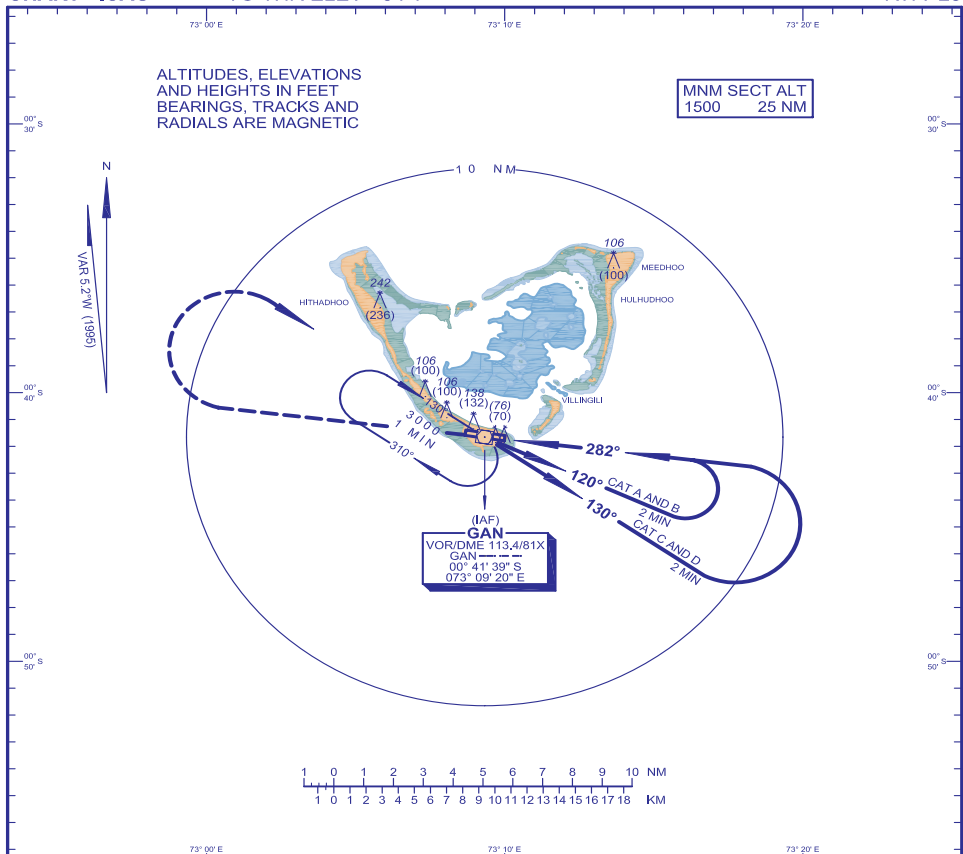 73° 00' E
73° 10' E
73° 20' E
ALTITUDES, ELEVATIONS
AND HEIGHTS IN FEET
BEARINGS, TRACKS AND
RADIALS ARE MAGNETIC
MNM SECT ALT
1500 25 NM
00° S
30'
00° S
30'
N
VAR 5.2°W (1995)
10 NM
106
(100)
MEEDHOO
HULHUDHOO
242
(236)
HITHADHOO
00° S
40'
00° S
40'
106
(100)
106
(100)
138
(132)
(76)
(70)
VILLINGILI
130°
3000
1 MIN
310°
282°
120° CAT A AND B
2 MIN
130° CAT C AND D
2 MIN
(IAF)
GAN
VOR/DME 113.4/81X
GAN
00° 41' 39" S
073° 09' 20" E
00° S
50'
00° S
50'
1 0 1 2 3 4 5 6 7 8 9 10 NM
1 0 1 2 3 4 5 6 7 8 9 10 11 12 13 14 15 16 17 18 KM
73° 00' E
73° 10' E
73° 20' E